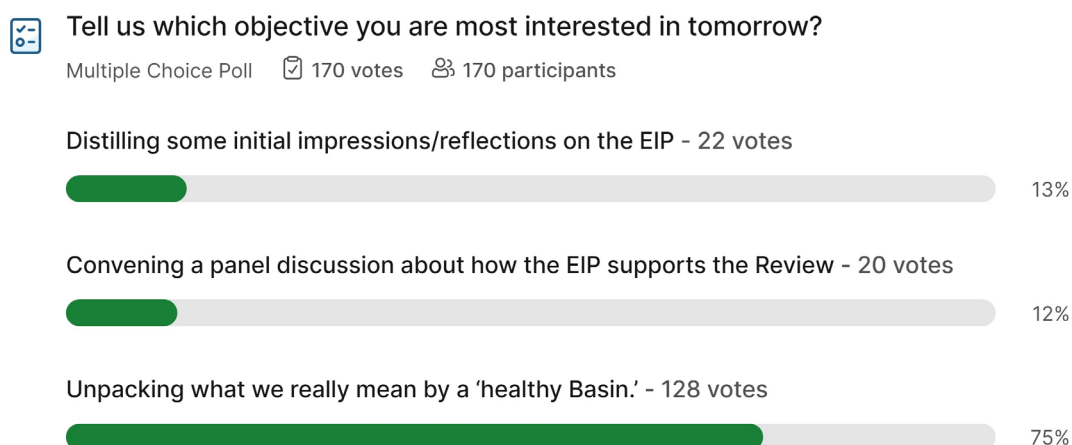 Tell us which objective you are most interested in tomorrow?
Multiple Choice Poll 170 votes 170 participants
Distilling some initial impressions/reflections on the EIP - 22 votes
13%
Convening a panel discussion about how the EIP supports the Review - 20 votes
12%
Unpacking what we really mean by a ‘healthy Basin.’ - 128 votes
75%